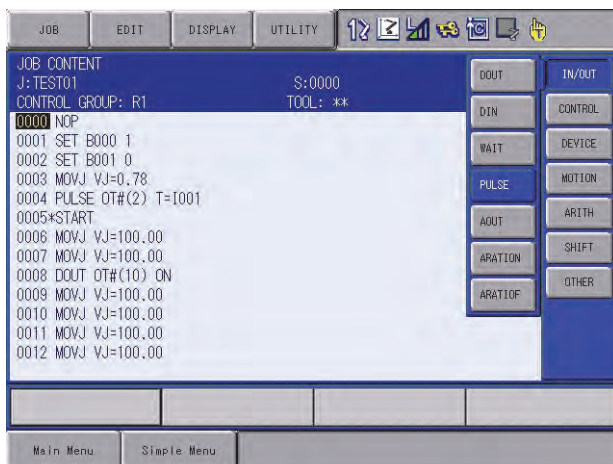 JOB
EDIT
DISPLAY
UTILITY
JOB CONTENT
J:TEST01 S:0000
CONTROL GROUP: R1 TOOL: **
0000 NOP
0001 SET B000 1
0002 SET B001 0
0003 MOVJ VJ=0.78
0004 PULSE OT#(2) T=I001
0005*START
0006 MOVJ VJ=100.00
0007 MOVJ VJ=100.00
0008 DOUT OT#(10) ON
0009 MOVJ VJ=100.00
0010 MOVJ VJ=100.00
0011 MOVJ VJ=100.00
0012 MOVJ VJ=100.00
DOUT
DIN
WAIT
PULSE
AOUT
ARATION
ARATIOF
IN/OUT
CONTROL
DEVICE
MOTION
ARITH
SHIFT
OTHER
Main Menu
Simple Menu